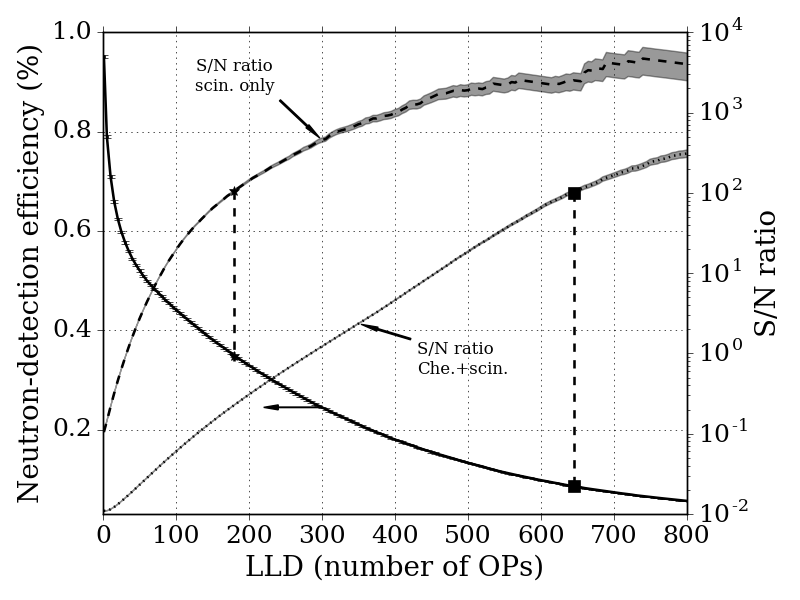 1.0
0.8
0.6
0.4
0.2
Neutron-detection efficiency (%)
S/N ratio
scin. only
S/N ratio
Che.+scin.
10^4
10^3
10^2
10^1
10^0
10^-1
10^-2
S/N ratio
0 100 200 300 400 500 600 700 800
LLD (number of OPs)